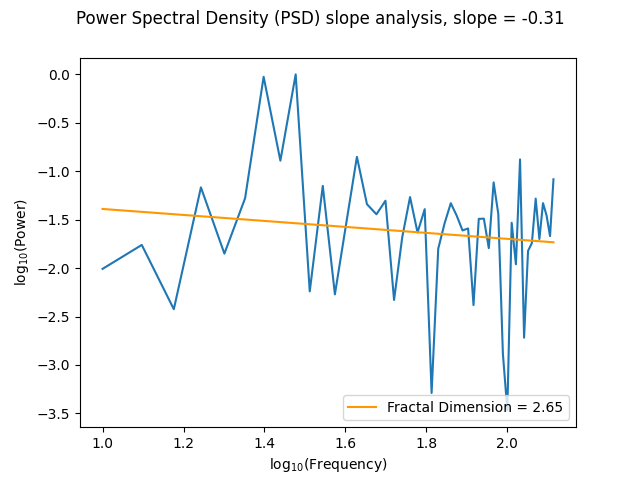 Power Spectral Density (PSD) slope analysis, slope = -0.31
0.0
−0.5
−1.0
−1.5
−2.0
−2.5
−3.0
−3.5
log₁₀(Power)
Fractal Dimension = 2.65
1.0 1.2 1.4 1.6 1.8 2.0
log₁₀(Frequency)